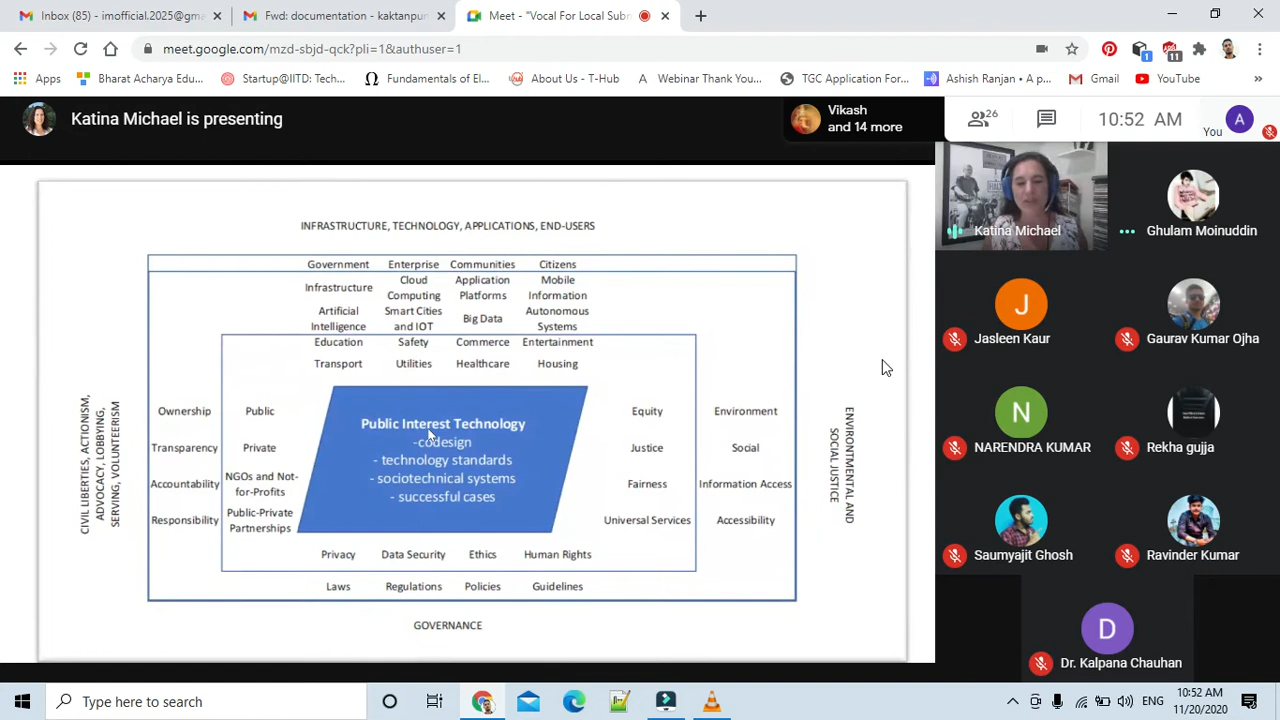 Inbox (85) - imofficial.2025@gma
Fwd: documentation - kaktanpur
Meet - "Vocal For Local Subm
meet.google.com/mzd-sbjd-qck?pli=1&authuser=1
Apps
Bharat Acharya Edu...
Startup@IITD: Tech...
Fundamentals of El...
About Us - T-Hub
Webinar Thank You...
TGC Application For...
Ashish Ranjan • A p...
Gmail
YouTube
»
1
11
Katina Michael is presenting
Vikash
and 14 more
26
10:52 AM
You
A
INFRASTRUCTURE, TECHNOLOGY, APPLICATIONS, END-USERS
Government Enterprise Communities Citizens
Infrastructure
Cloud
Computing
Application
Platforms
Mobile
Information
Artificial
Intelligence
Smart Cities
and IOT
Big Data
Autonomous
Systems
Education Safety Commerce Entertainment
Transport Utilities Healthcare Housing
CIVIL LIBERTIES, ACTIONISM,
ADVOCACY, LOBBYING,
SERVING, VOLUNTEERISM
Ownership
Transparency
Accountability
Responsibility
Public
Private
NGOs and Not-
for-Profits
Public-Private
Partnerships
Public Interest Technology
-codesign
- technology standards
- sociotechnical systems
- successful cases
Equity
Justice
Fairness
Universal Services
Environment
Social
Information Access
Accessibility
ENVIRONTMENTAL AND
SOCIAL JUSTICE
Privacy Data Security Ethics Human Rights
Laws Regulations Policies Guidelines
GOVERNANCE
Katina Michael
Ghulam Moinuddin
J
Jasleen Kaur
Gaurav Kumar Ojha
N
NARENDRA KUMAR
Rekha gujja
Saumyajit Ghosh
Ravinder Kumar
D
Dr. Kalpana Chauhan
Type here to search
ENG
10:52 AM
11/20/2020